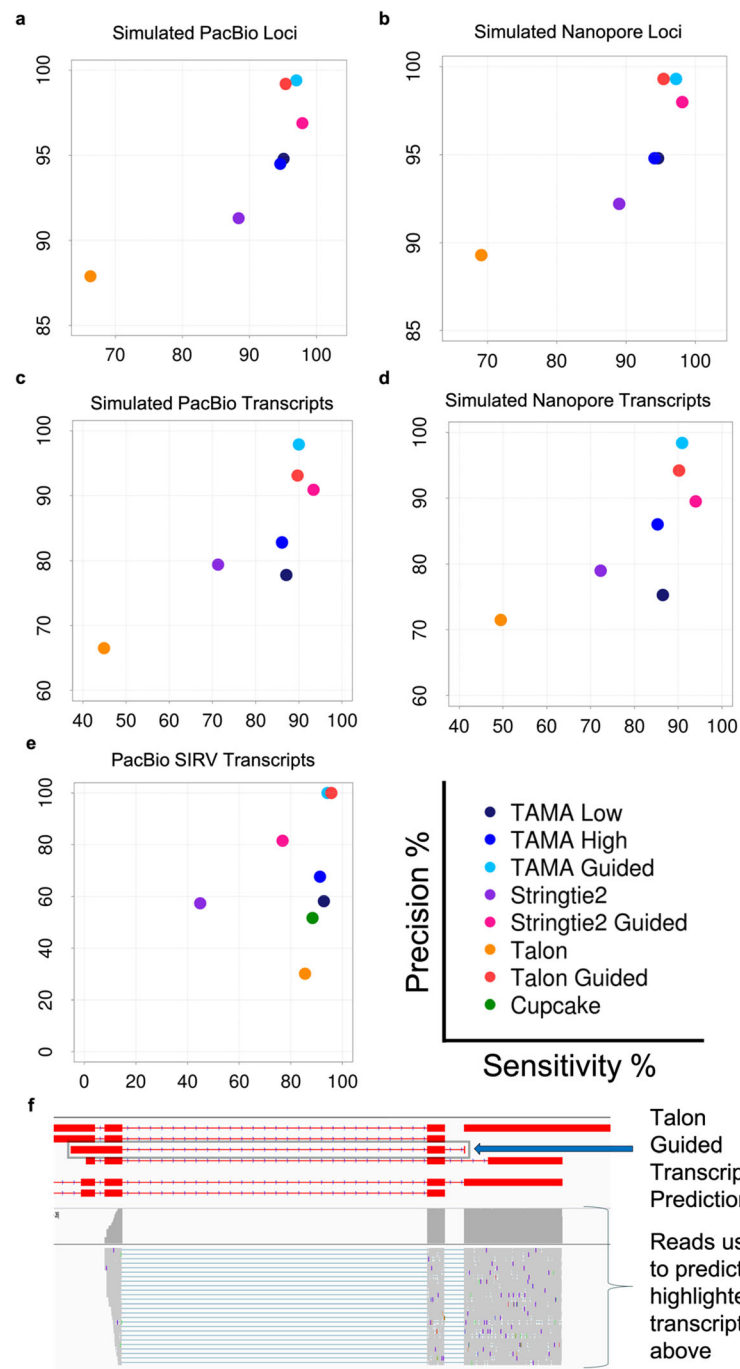 a
Simulated PacBio Loci
100
95
90
85
70
80
90
100
b
Simulated Nanopore Loci
100
95
90
85
70
80
90
100
c
Simulated PacBio Transcripts
100
90
80
70
60
40
50
60
70
80
90
100
d
Simulated Nanopore Transcripts
100
90
80
70
60
40
50
60
70
80
90
100
e
PacBio SIRV Transcripts
100
80
60
40
20
0
0
20
40
60
80
100
Precision %
TAMA Low
TAMA High
TAMA Guided
Stringtie2
Stringtie2 Guided
Talon
Talon Guided
Cupcake
Sensitivity %
f
Talon
Guided
Transcrip
Prediction
Reads us
to predict
highlighte
transcript
above